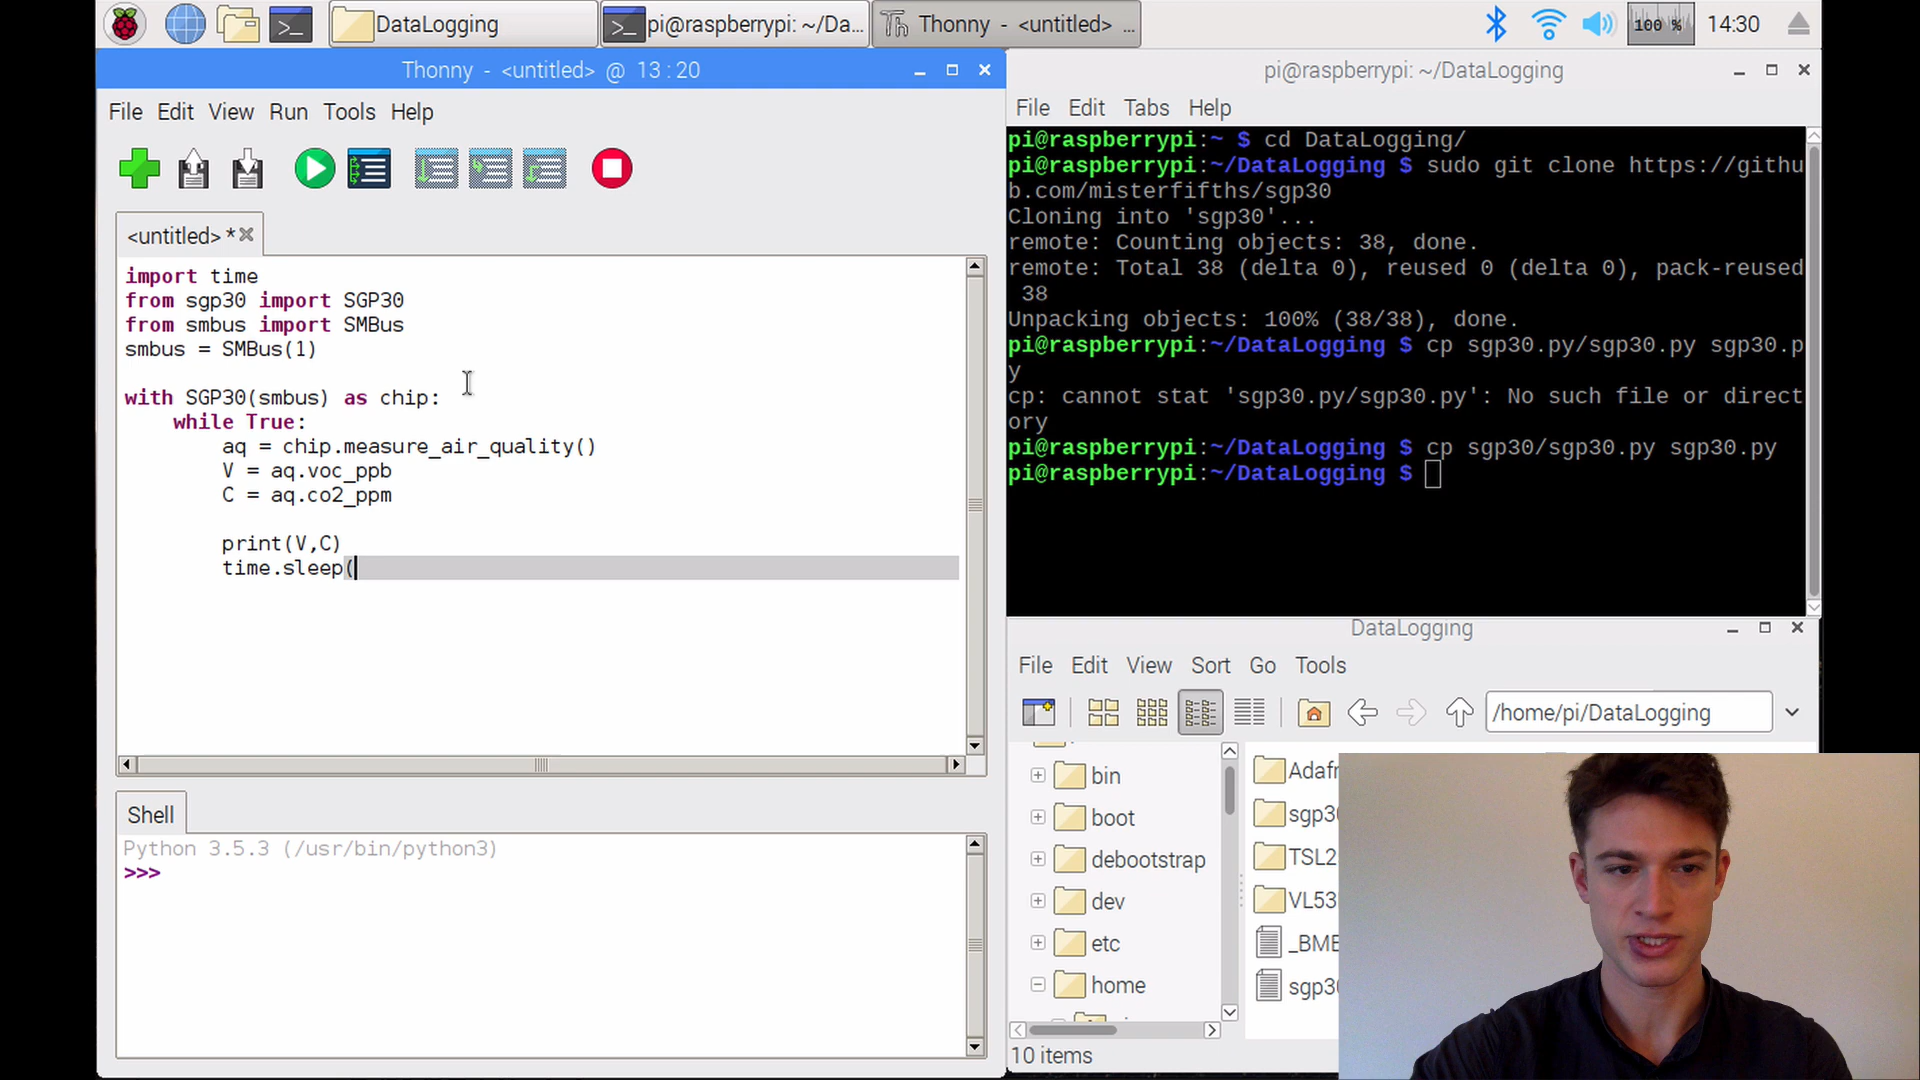 DataLogging
pi@raspberrypi: ~/Da...
Thonny - <untitled> ...
100 %
14:30
Thonny - <untitled> @ 13:20
File Edit View Run Tools Help
<untitled> *
import time
from sgp30 import SGP30
from smbus import SMBus
smbus = SMBus(1)
with SGP30(smbus) as chip:
while True:
aq = chip.measure_air_quality()
V = aq.voc_ppb
C = aq.co2_ppm
print(V,C)
time.sleep(
Shell
Python 3.5.3 (/usr/bin/python3)
>>>
pi@raspberrypi: ~/DataLogging
File Edit Tabs Help
pi@raspberrypi:~ $ cd DataLogging/
pi@raspberrypi:~/DataLogging $ sudo git clone https://githu
b.com/misterfifths/sgp30
Cloning into 'sgp30'...
remote: Counting objects: 38, done.
remote: Total 38 (delta 0), reused 0 (delta 0), pack-reused
38
Unpacking objects: 100% (38/38), done.
pi@raspberrypi:~/DataLogging $ cp sgp30.py/sgp30.py sgp30.p
y
cp: cannot stat 'sgp30.py/sgp30.py': No such file or direct
ory
pi@raspberrypi:~/DataLogging $ cp sgp30/sgp30.py sgp30.py
pi@raspberrypi:~/DataLogging $
DataLogging
File Edit View Sort Go Tools
/home/pi/DataLogging
bin
boot
debootstrap
dev
etc
home
Adafr
sgp30
TSL2
VL53
_BME
sgp30
10 items